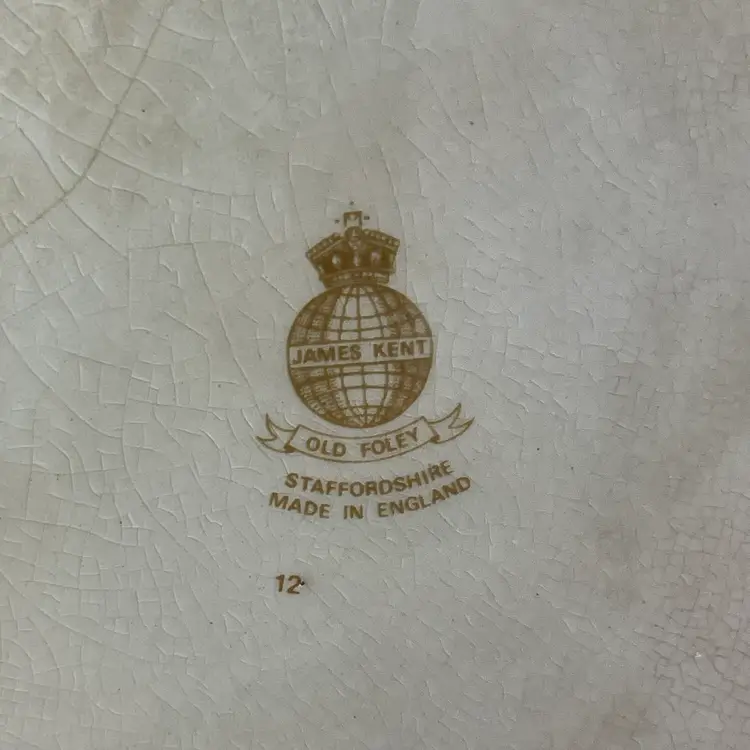 JAMES KENT
OLD FOLEY
STAFFORDSHIRE
MADE IN ENGLAND
12